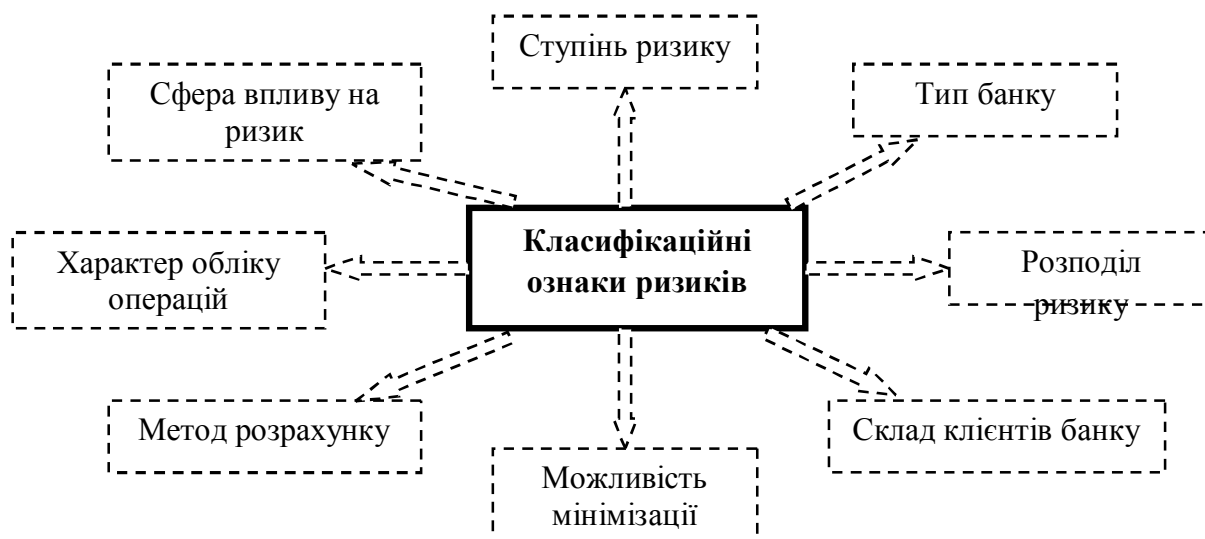 Ступінь ризику
Сфера впливу на
ризик
Тип банку
Класифікаційні
ознаки ризиків
Характер обліку
операцій
Розподіл
ризику
Метод розрахунку
Склад клієнтів банку
Можливість
мінімізації